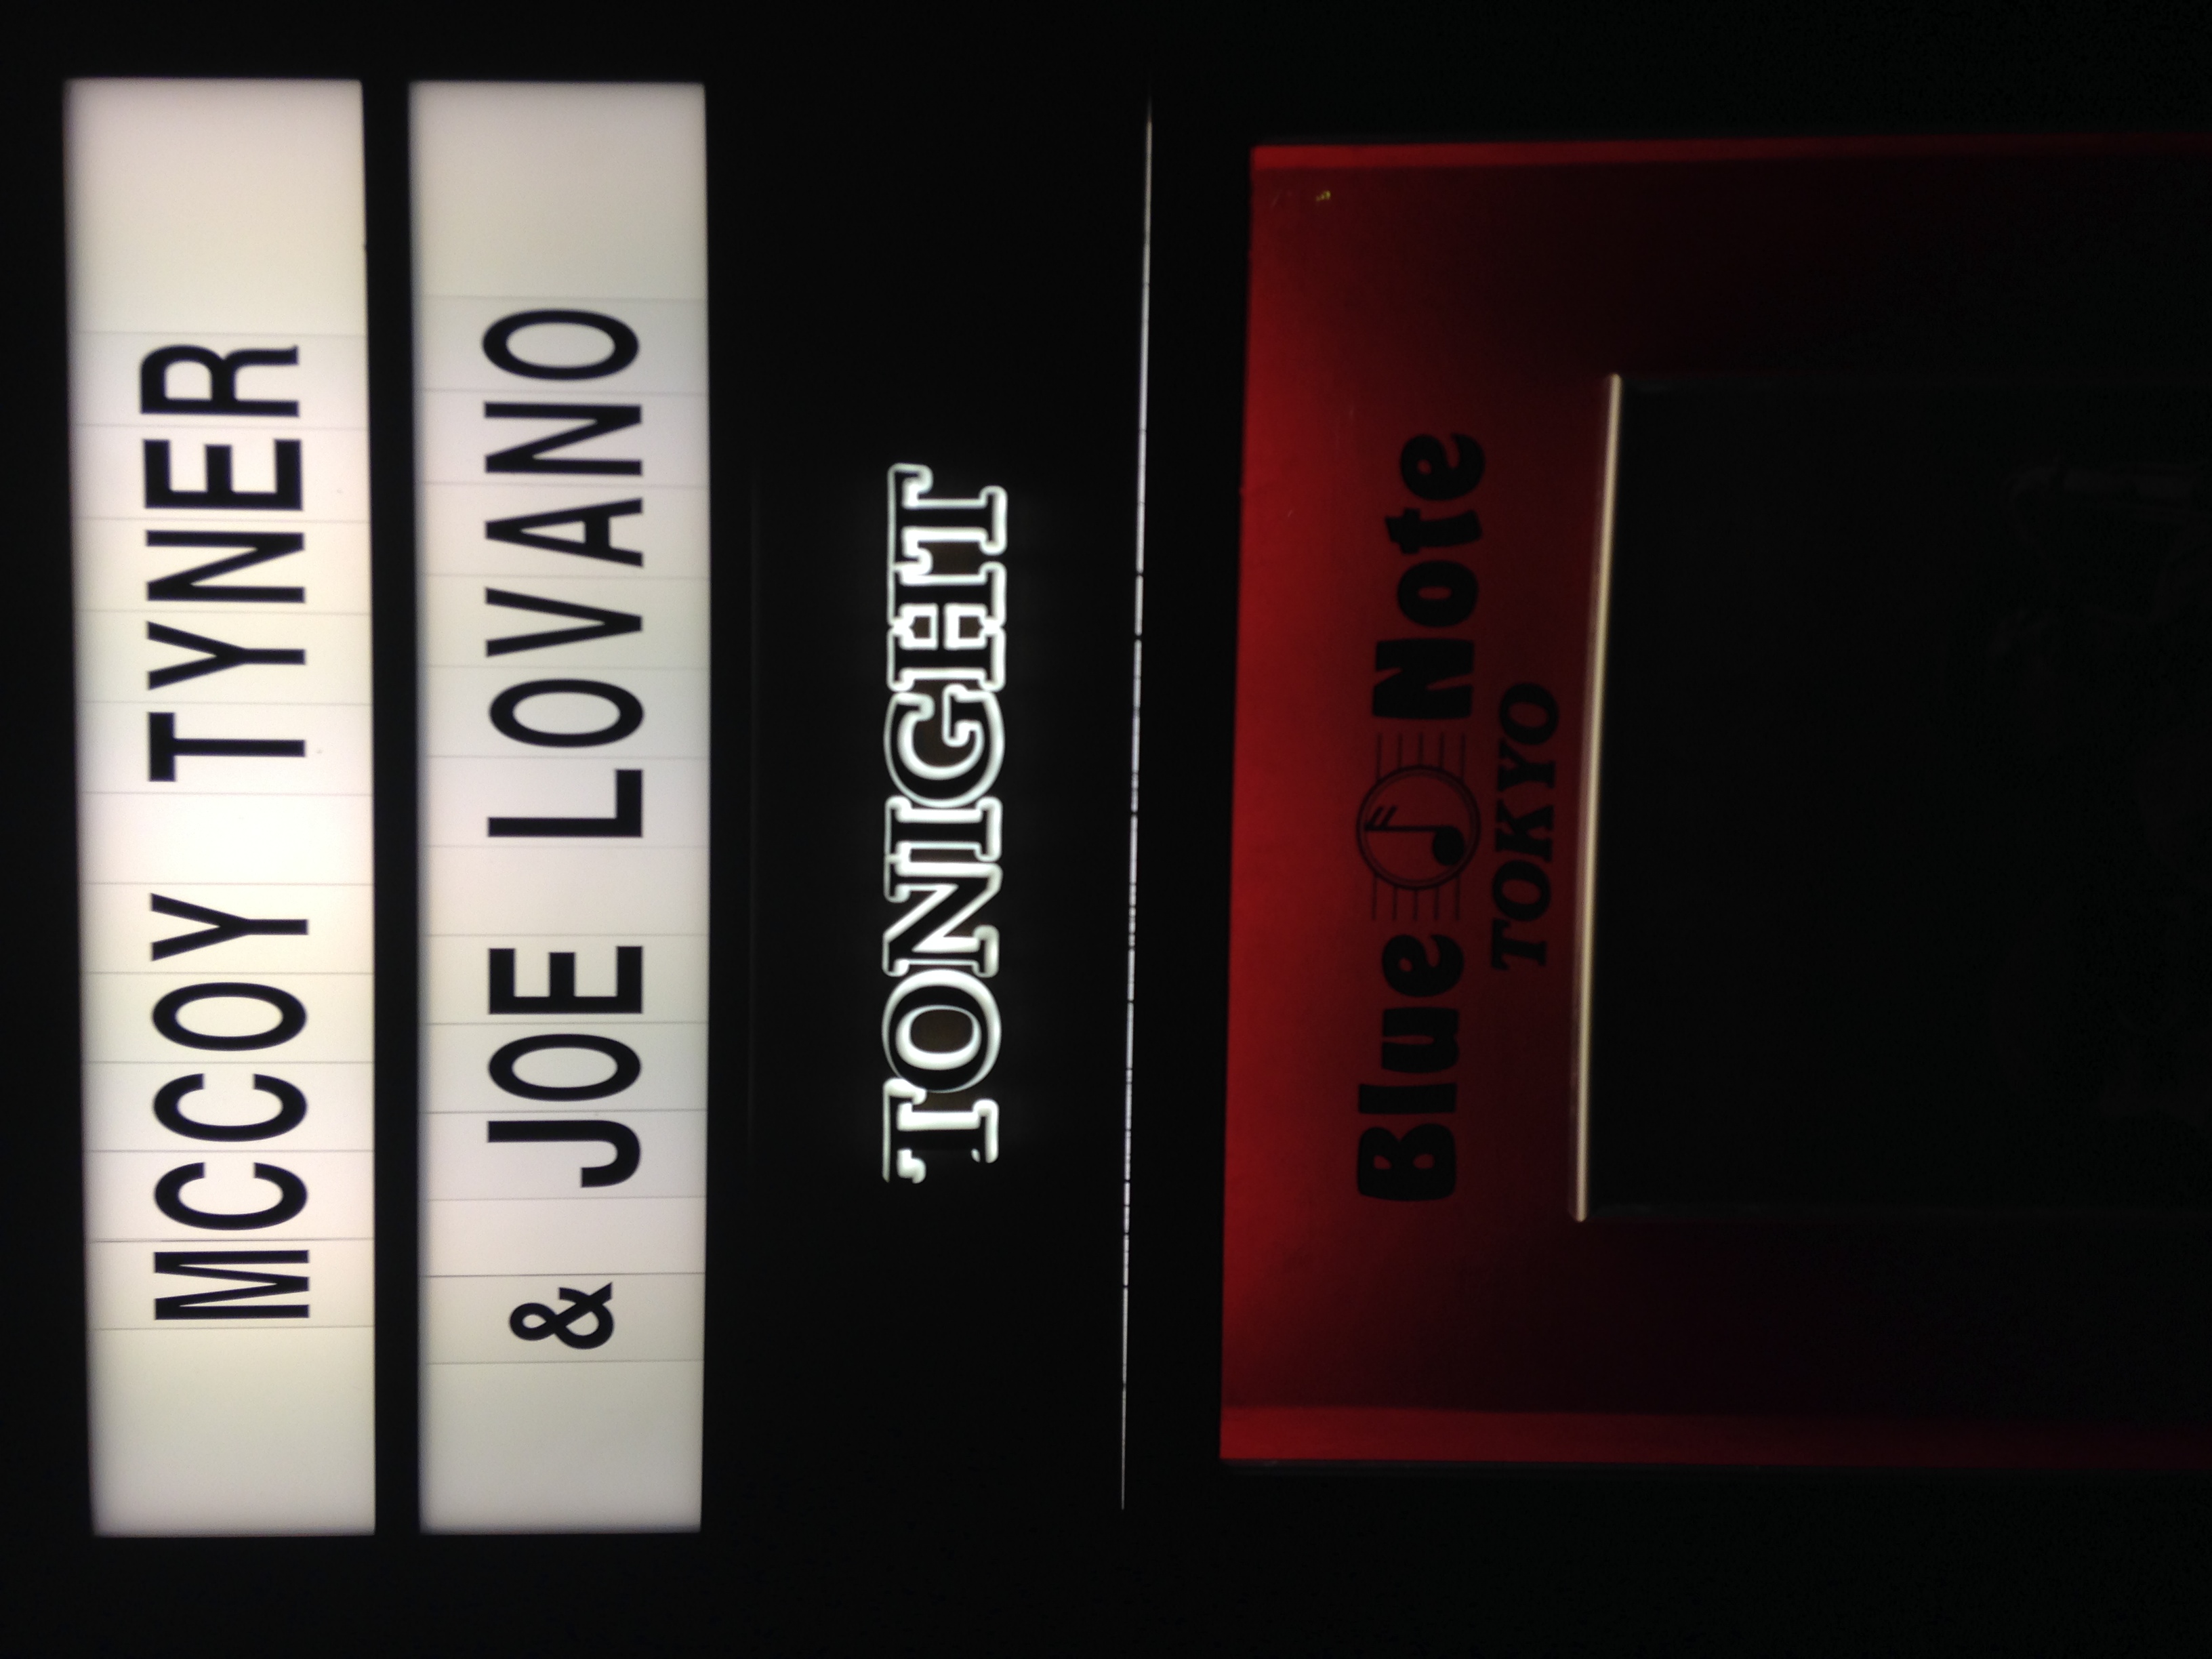 MCCOY TYNER
& JOE LOVANO
TONIGHT
Blue Note
TOKYO